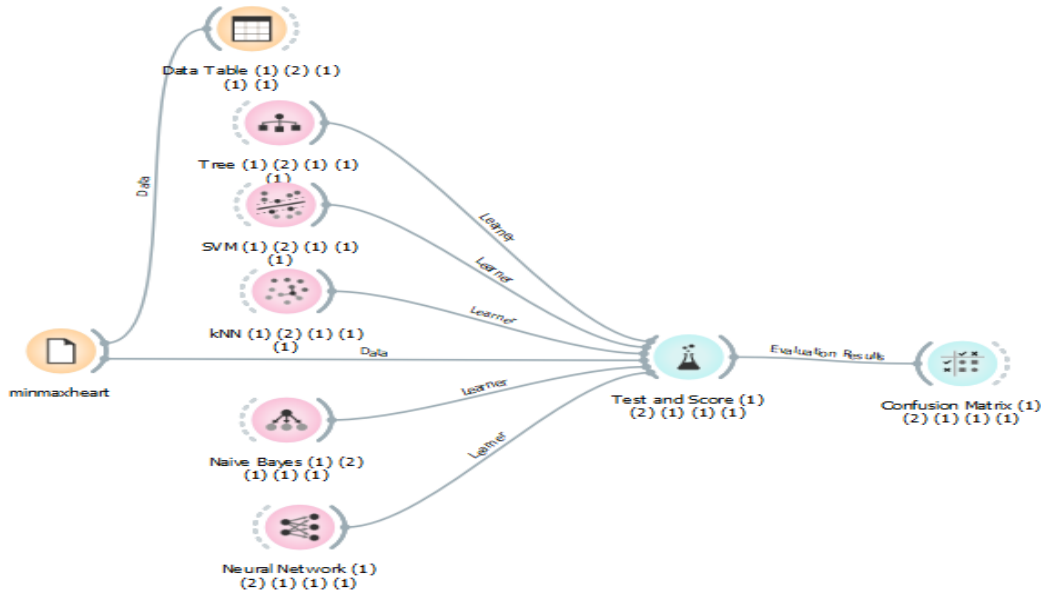 Data Table (1) (2) (1)
(1) (1)
Data
Tree (1) (2) (1) (1)
(1)
Learner
SVM (1) (2) (1) (1)
(1)
Learner
kNN (1) (2) (1) (1)
(1)
Learner
Data
minmaxheart
Learner
Test and Score (1)
(2) (1) (1) (1)
Evaluation Results
Confusion Matrix (1)
(2) (1) (1) (1)
Naive Bayes (1) (2)
(1) (1) (1)
Learner
Neural Network (1)
(2) (1) (1) (1)